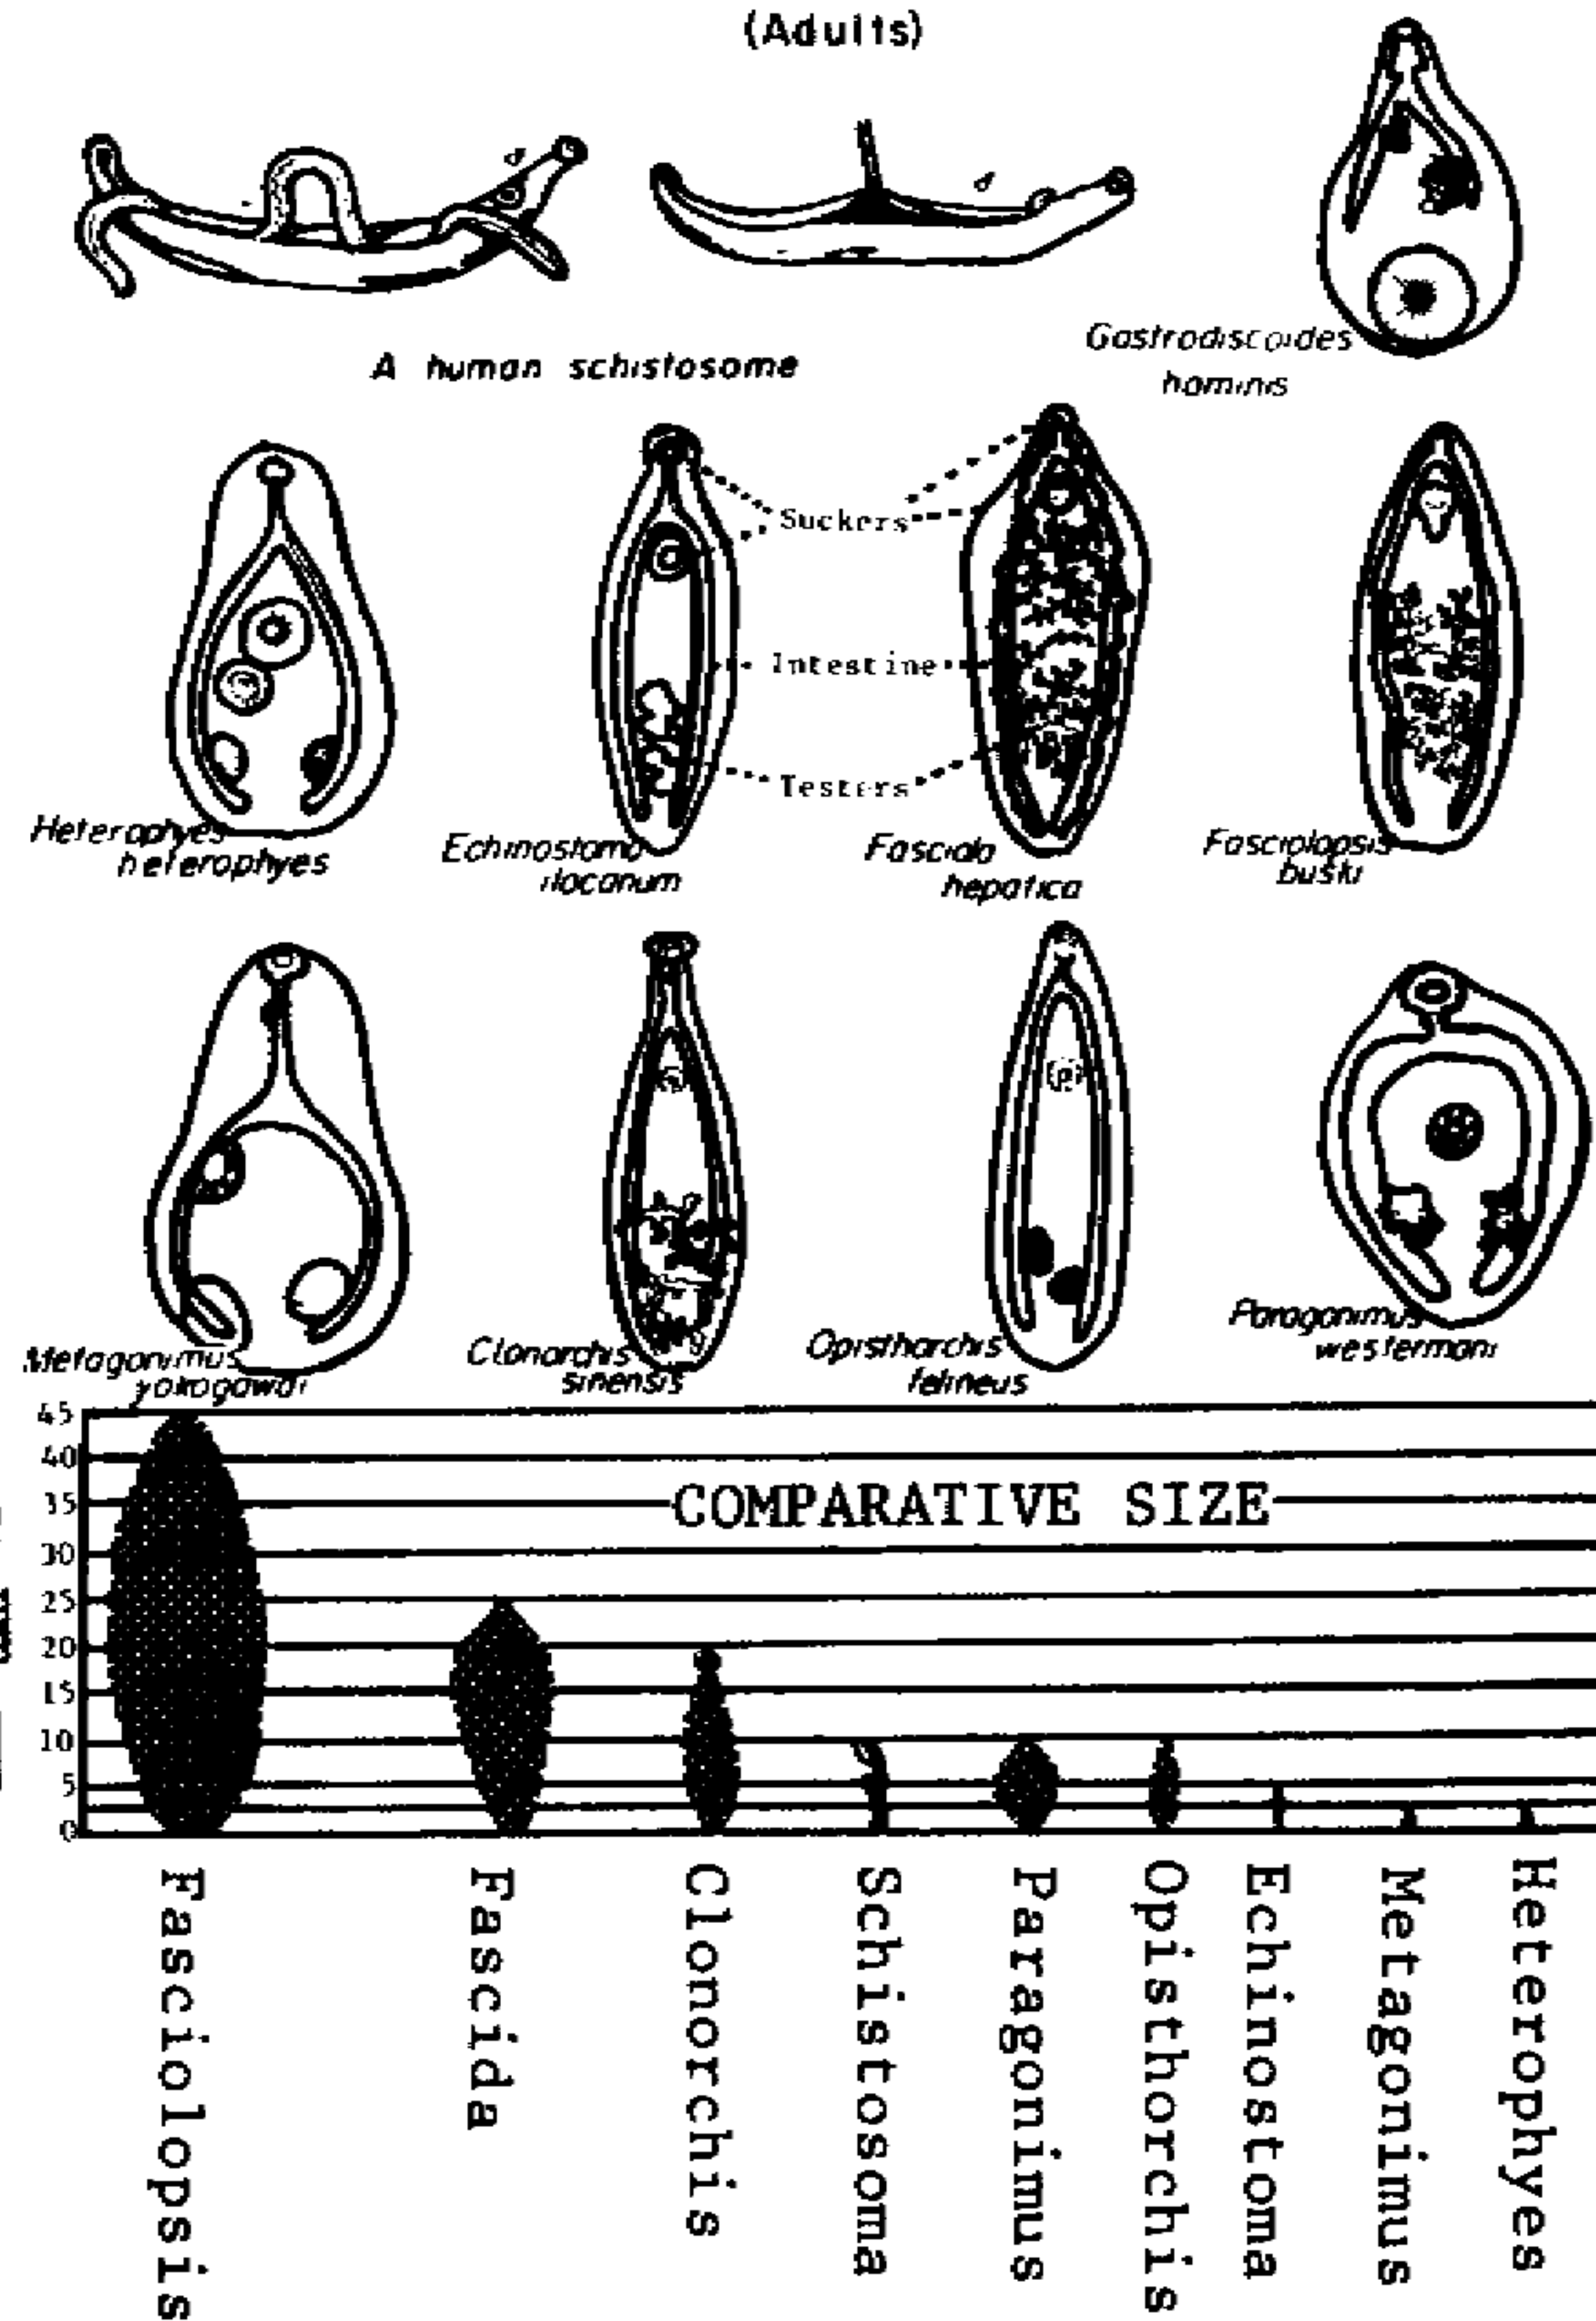 (Adults)
A human schistosome
Gastrodiscoides
hominis
Suckers
Intestine
Testers
Heterophyes
heterophyes
Echinostoma
ilocanum
Fasciola
hepatica
Fasciolopsis
buski
Metagonimus
yokogawai
Clonorchis
sinensis
Opisthorchis
felineus
Paragonimus
westermani
45
40
35
30
25
20
15
10
5
0
COMPARATIVE SIZE
Fasciolopsis
Fascida
Clonorchis
Schistosoma
Paragonimus
Opisthorchis
Echinostoma
Metagonimus
Heterophyes